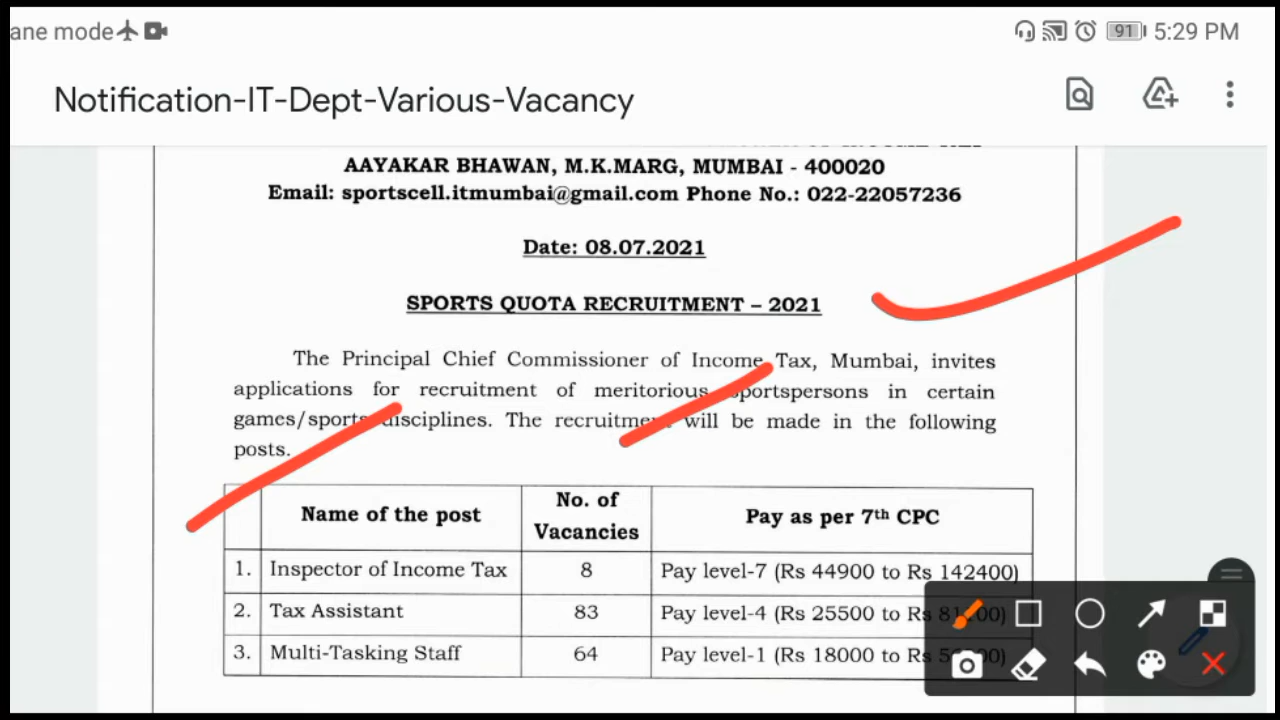 ane mode 91 5:29 PM
Notification-IT-Dept-Various-Vacancy
AAYAKAR BHAWAN, M.K.MARG, MUMBAI - 400020
Email: sportscell.itmumbai@gmail.com Phone No.: 022-22057236
Date: 08.07.2021
SPORTS QUOTA RECRUITMENT – 2021
The Principal Chief Commissioner of Income Tax, Mumbai, invites
applications for recruitment of meritorious sportspersons in certain
games/sports disciplines. The recruitment will be made in the following
posts.
Name of the post No. of Vacancies Pay as per 7th CPC
1. Inspector of Income Tax 8 Pay level-7 (Rs 44900 to Rs 142400)
2. Tax Assistant 83 Pay level-4 (Rs 25500 to Rs
3. Multi-Tasking Staff 64 Pay level-1 (Rs 18000 to Rs